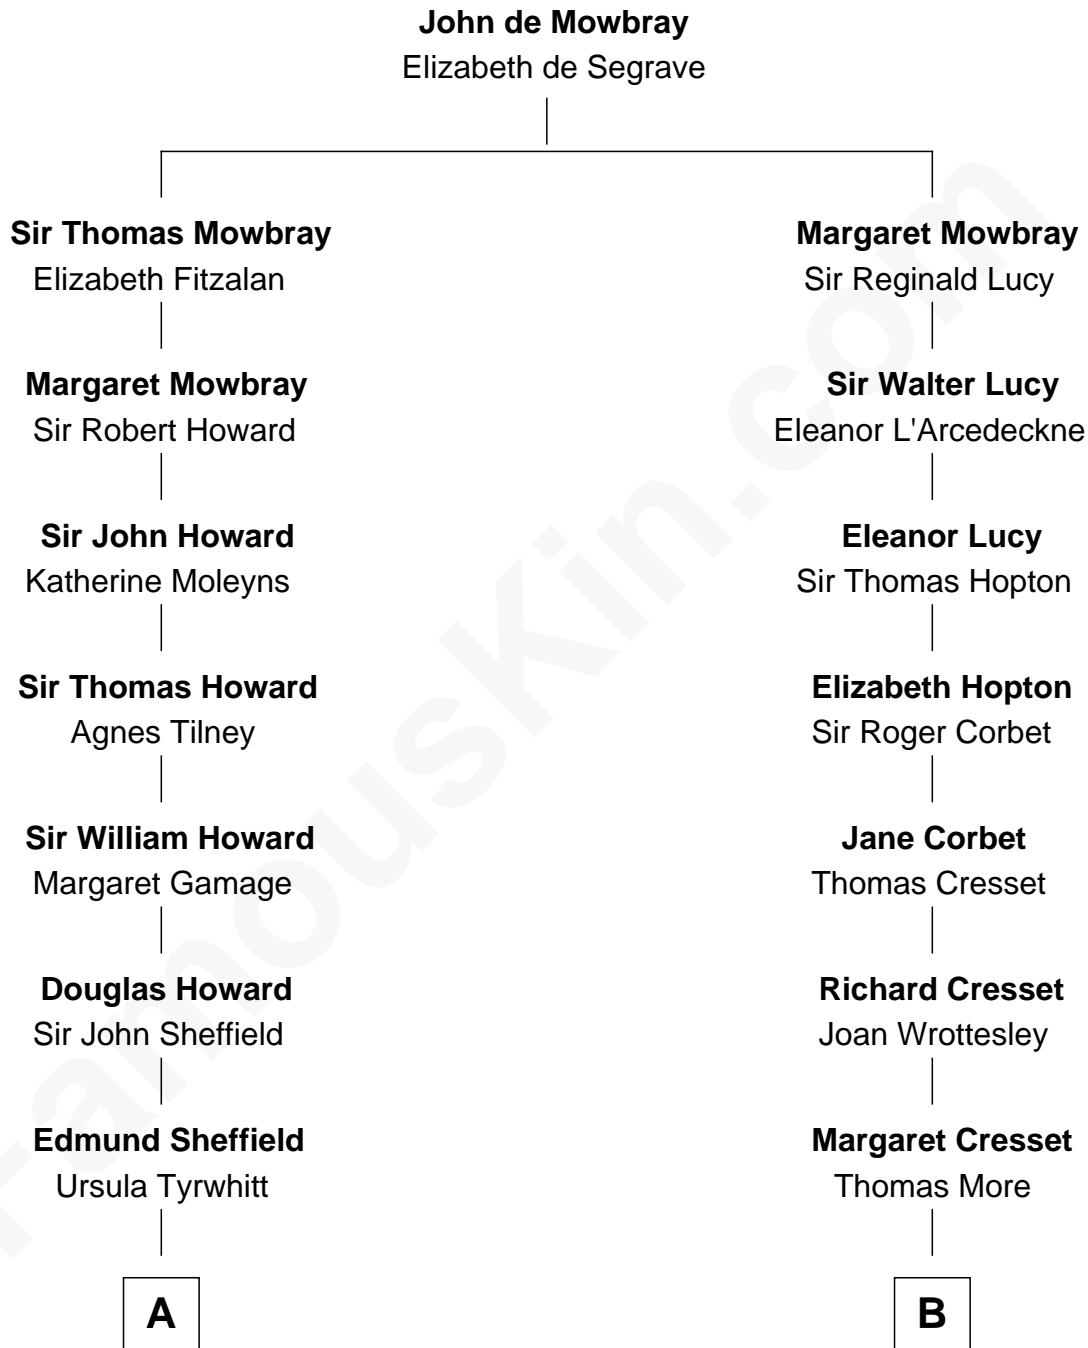 John de Mowbray
Elizabeth de Segrave
Sir Thomas Mowbray
Elizabeth Fitzalan
Margaret Mowbray
Sir Robert Howard
Sir John Howard
Katherine Moleyns
Sir Thomas Howard
Agnes Tilney
Sir William Howard
Margaret Gamage
Douglas Howard
Sir John Sheffield
Edmund Sheffield
Ursula Tyrwhitt
A
Margaret Mowbray
Sir Reginald Lucy
Sir Walter Lucy
Eleanor L'Arcedeckne
Eleanor Lucy
Sir Thomas Hopton
Elizabeth Hopton
Sir Roger Corbet
Jane Corbet
Thomas Cresset
Richard Cresset
Joan Wrottesley
Margaret Cresset
Thomas More
B
FamousKin.com